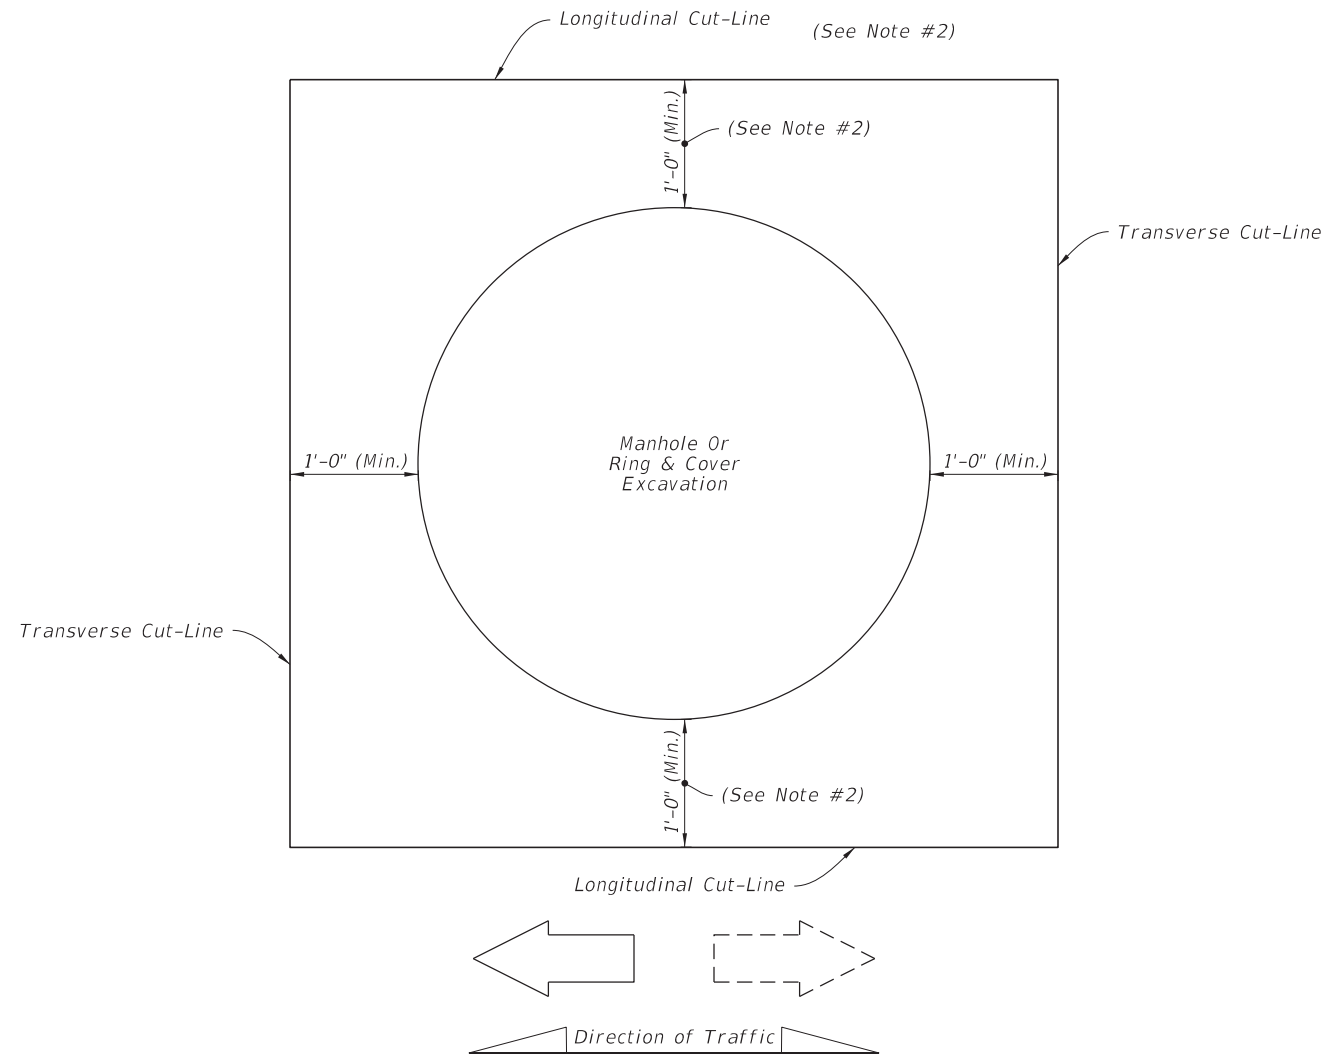 Longitudinal Cut-Line
(See Note #2)
1'-0" (Min.)
(See Note #2)
Transverse Cut-Line
Manhole Or
Ring & Cover
Excavation
1'-0" (Min.)
1'-0" (Min.)
Transverse Cut-Line
1'-0" (Min.)
(See Note #2)
Longitudinal Cut-Line
Direction of Traffic